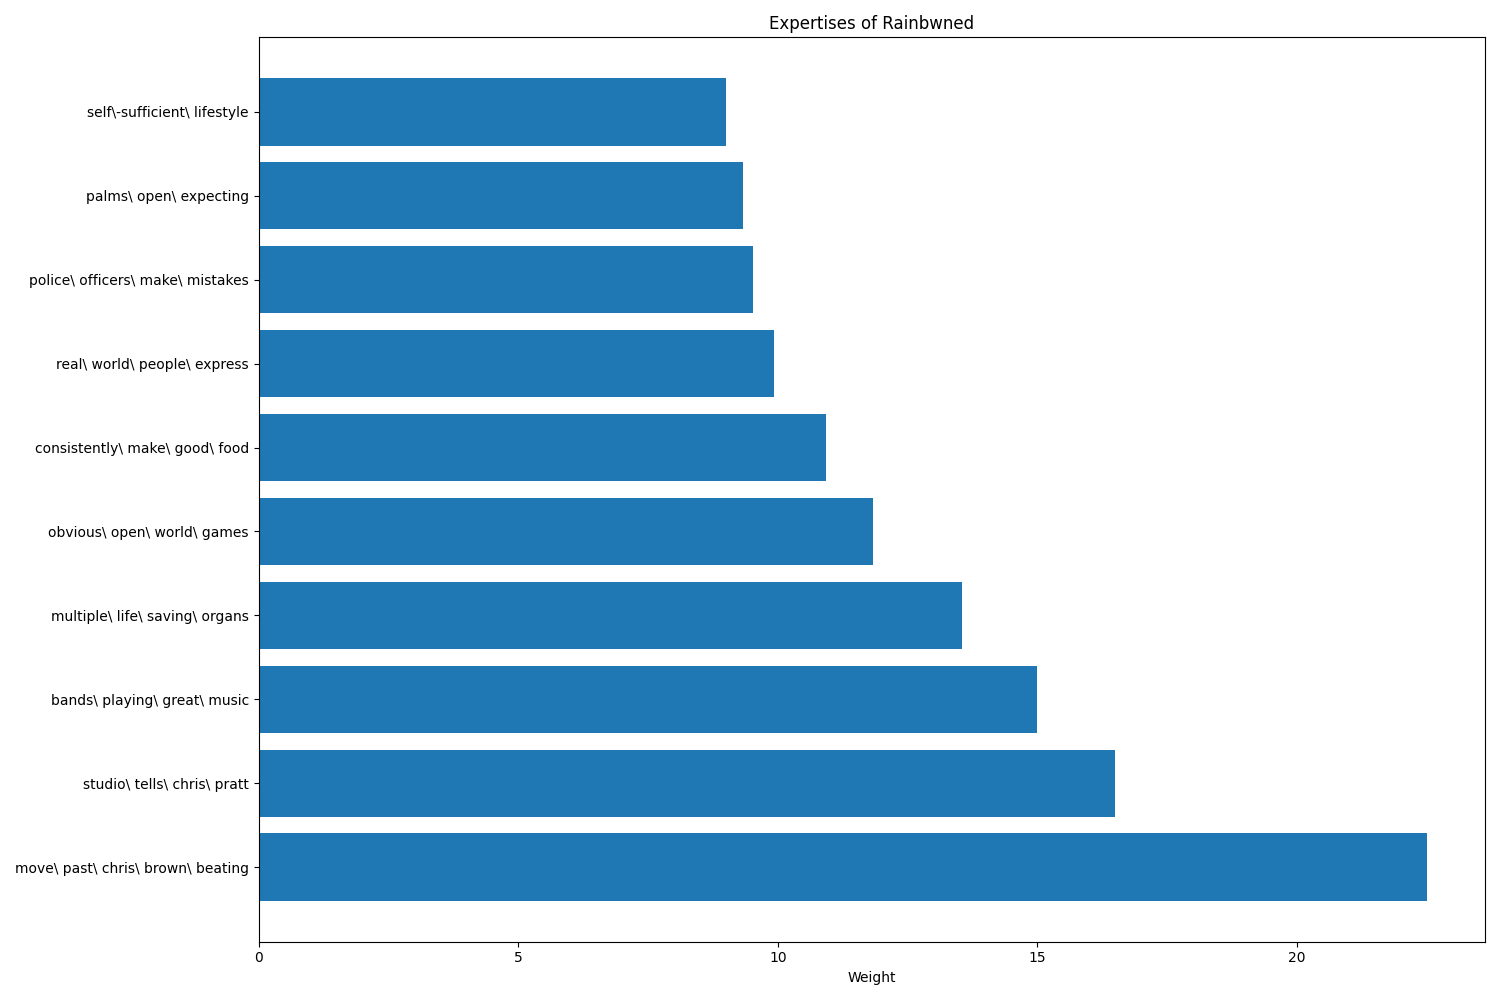 Expertises of Rainbwned
self\-sufficient\ lifestyle
palms\ open\ expecting
police\ officers\ make\ mistakes
real\ world\ people\ express
consistently\ make\ good\ food
obvious\ open\ world\ games
multiple\ life\ saving\ organs
bands\ playing\ great\ music
studio\ tells\ chris\ pratt
move\ past\ chris\ brown\ beating
0 5 10 15 20
Weight